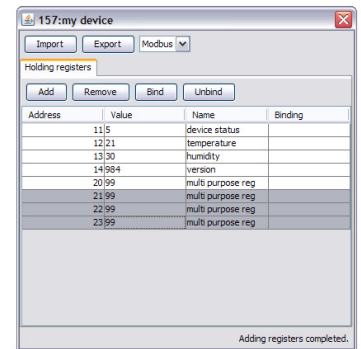 157:my device
Import Export Modbus
Holding registers
Add Remove Bind Unbind
Address Value Name Binding
11 5 device status
12 21 temperature
13 30 humidity
14 984 version
20 99 multi purpose reg
21 99 multi purpose reg
22 99 multi purpose reg
23 99 multi purpose reg
Adding registers completed.